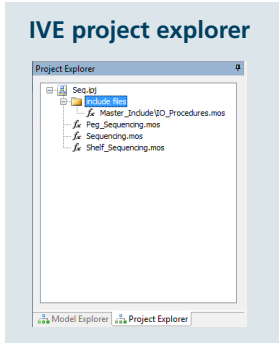 IVE project explorer
Project Explorer
Seq.ipj
include files
Master_Include\IO_Procedures.mos
Peg_Sequencing.mos
Sequencing.mos
Shelf_Sequencing.mos
Model Explorer Project Explorer